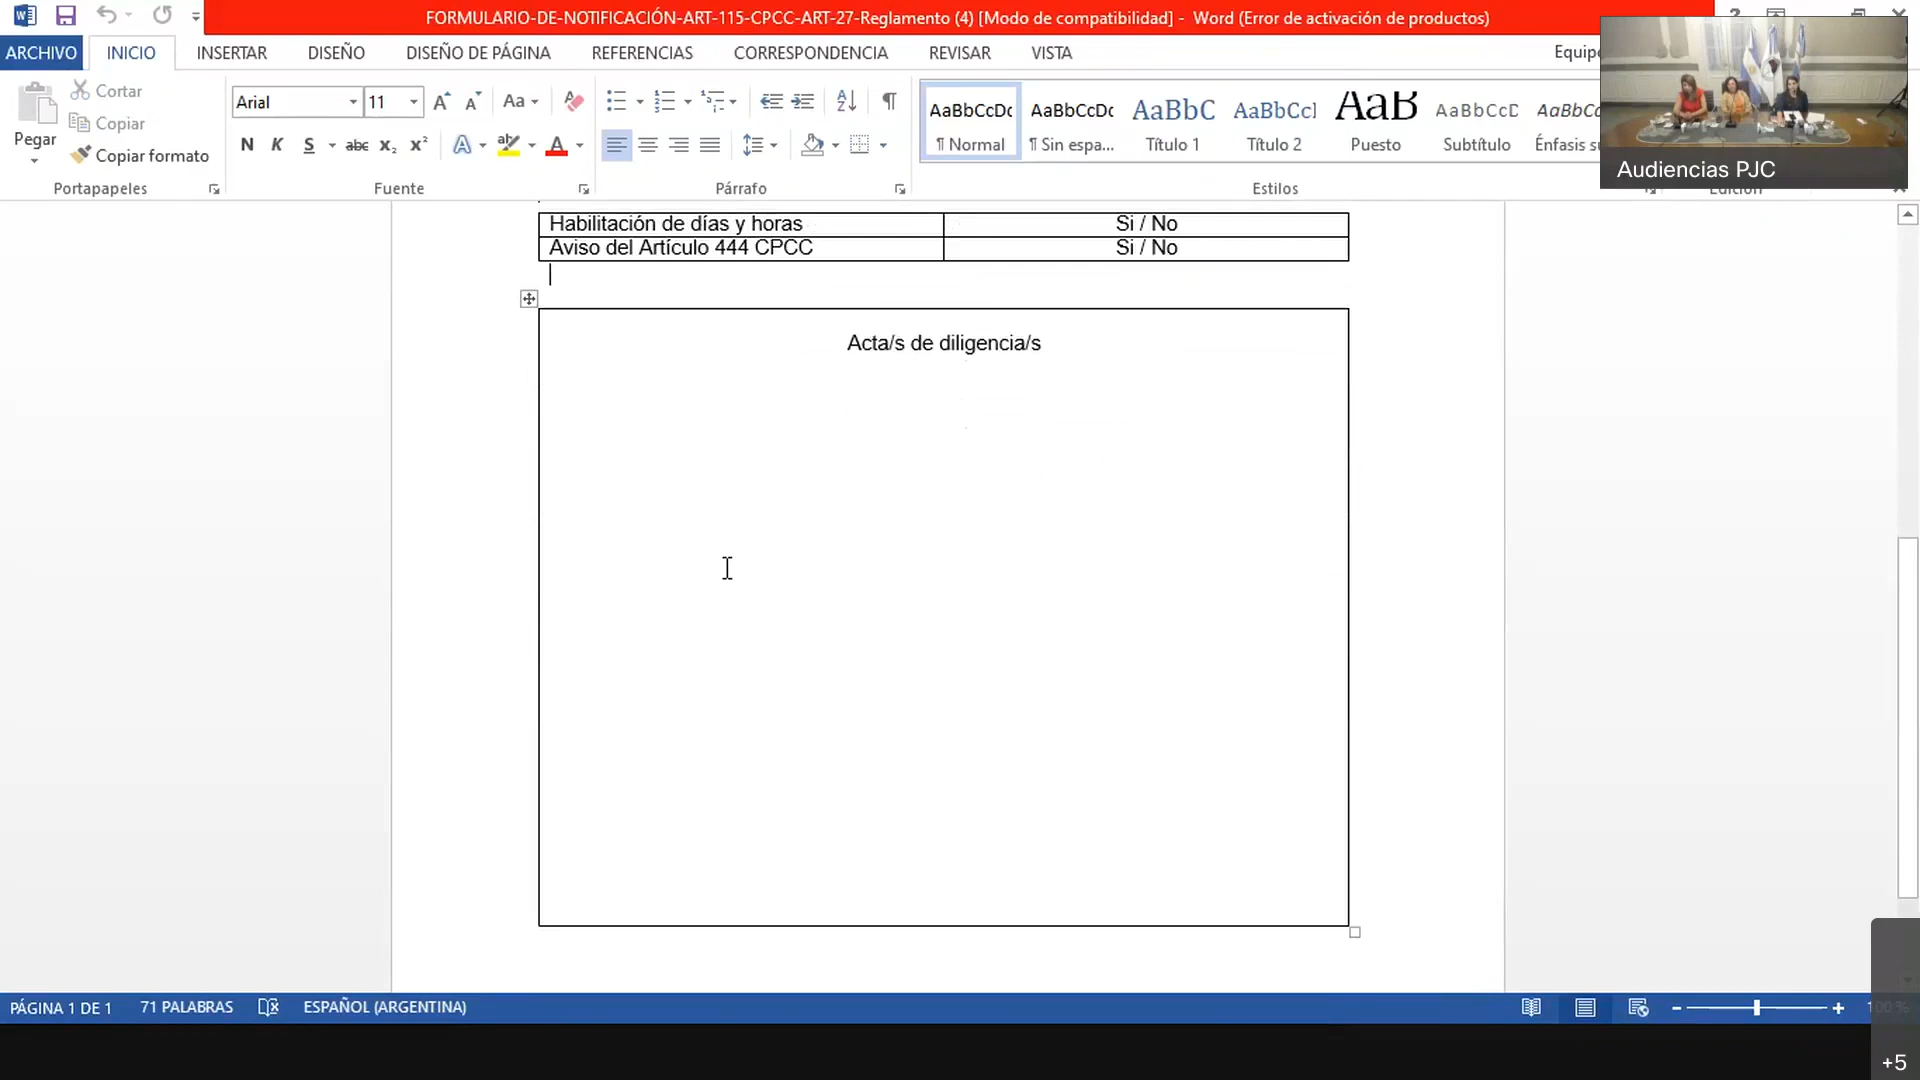 FORMULARIO-DE-NOTIFICACIÓN-ART-115-CPCC-ART-27-Reglamento (4) [Modo de compatibilidad] - Word (Error de activación de productos)
ARCHIVO INICIO INSERTAR DISEÑO DISEÑO DE PÁGINA REFERENCIAS CORRESPONDENCIA REVISAR VISTA
Pegar
Cortar
Copiar
Copiar formato
Portapapeles
Arial 11
Aa
N K S abc x₂ x²
Fuente
Párrafo
AaBbCcDc AaBbCcDc AaBbC AaBbCcl AaB AaBbCcD AaBbCc
¶ Normal ¶ Sin espa... Título 1 Título 2 Puesto Subtítulo Énfasis
Estilos
Audiencias PJC
Habilitación de días y horas Si / No
Aviso del Artículo 444 CPCC Si / No
Acta/s de diligencia/s
PÁGINA 1 DE 1 71 PALABRAS ESPAÑOL (ARGENTINA)
100 %
+5